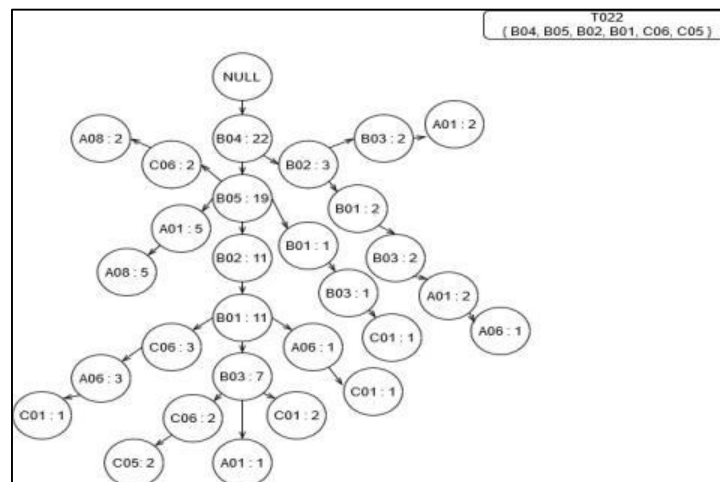 T022
{ B04, B05, B02, B01, C06, C05 }
NULL
A08 : 2
B04 : 22
B03 : 2
A01 : 2
C06 : 2
B02 : 3
B05 : 19
B01 : 2
A01 : 5
B01 : 1
A08 : 5
B02 : 11
B03 : 2
B03 : 1
A01 : 2
B01 : 11
C06 : 3
A06 : 1
C01 : 1
A06 : 1
A06 : 3
B03 : 7
C01 : 1
C01 : 1
C06 : 2
C01 : 2
C05: 2
A01 : 1